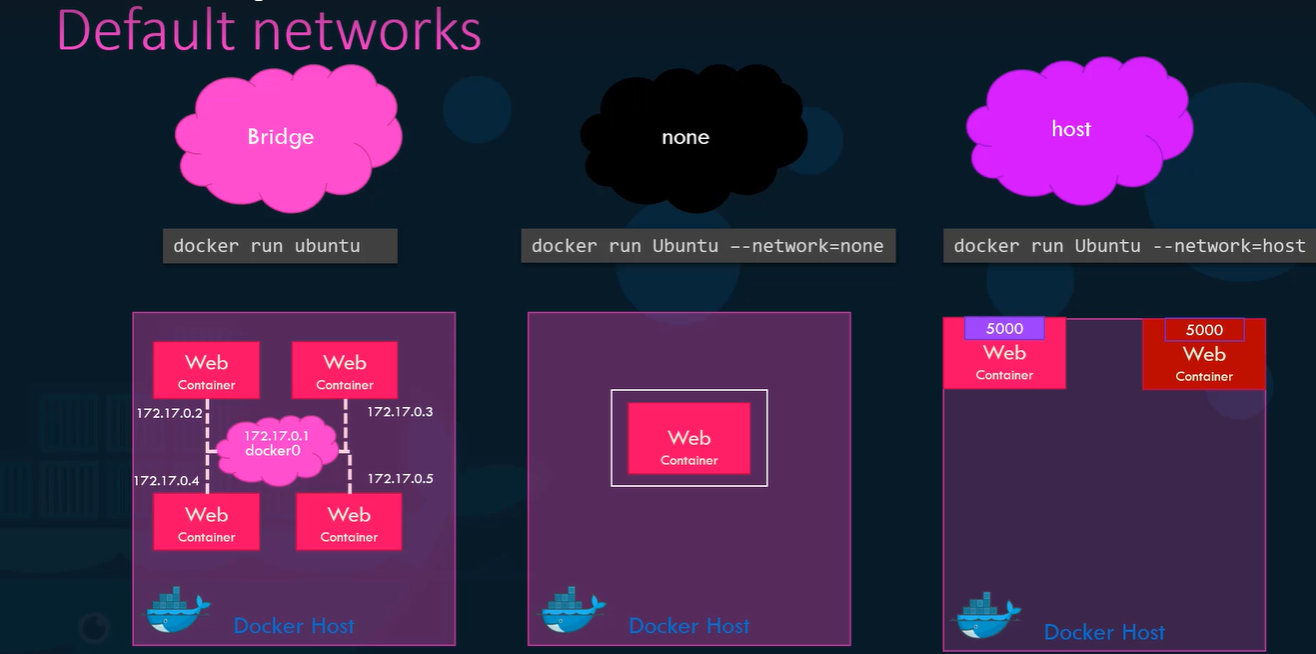 Default networks
Bridge
none
host
docker run ubuntu
docker run Ubuntu –-network=none
docker run Ubuntu --network=host
Web
Container
Web
Container
172.17.0.2
172.17.0.3
172.17.0.1
docker0
172.17.0.4
172.17.0.5
Web
Container
Web
Container
Docker Host
Web
Container
Docker Host
5000
Web
Container
5000
Web
Container
Docker Host